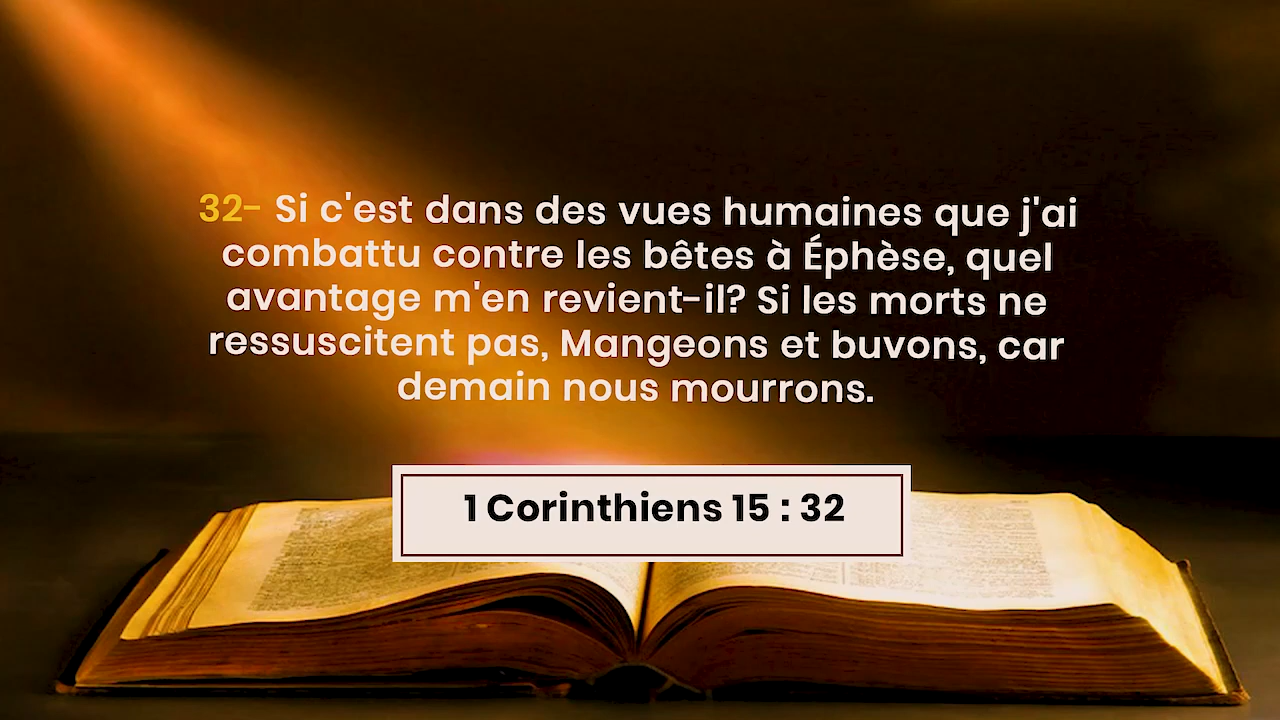 32- Si c'est dans des vues humaines que j'ai
combattu contre les bêtes à Éphèse, quel
avantage m'en revient-il? Si les morts ne
ressuscitent pas, Mangeons et buvons, car
demain nous mourrons.
1 Corinthiens 15 : 32